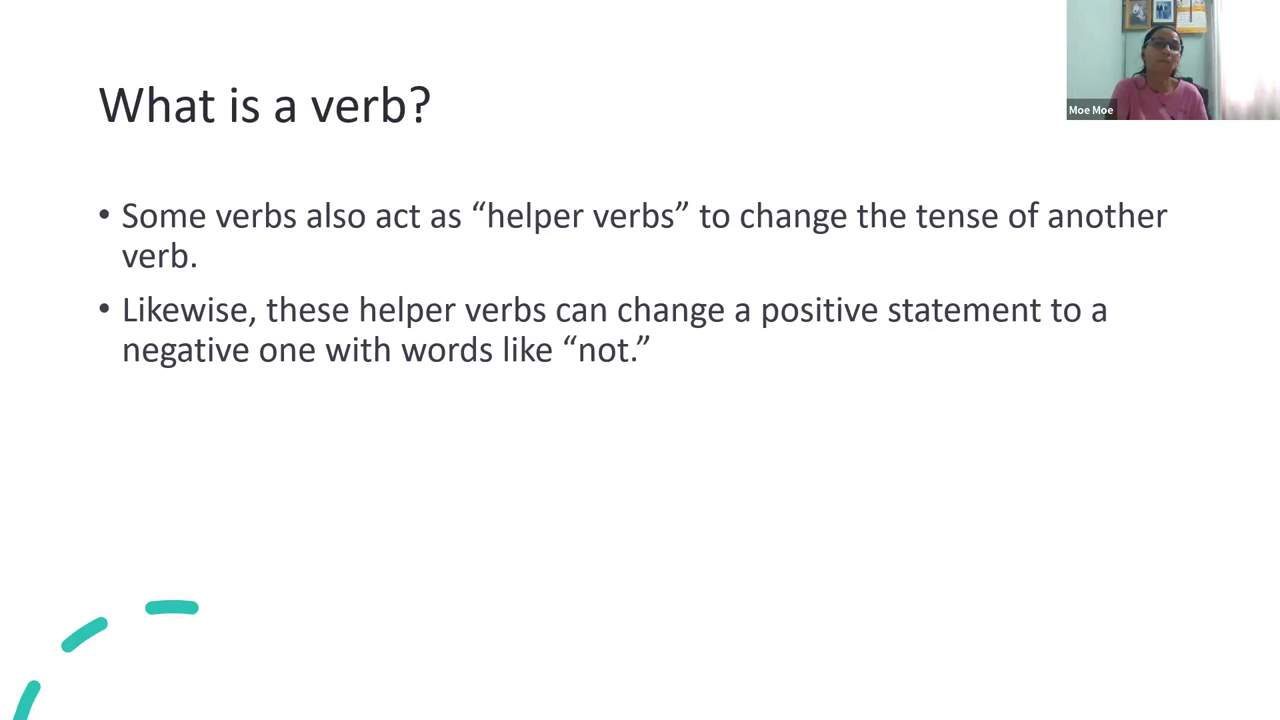 What is a verb?
• Some verbs also act as “helper verbs” to change the tense of another
verb.
• Likewise, these helper verbs can change a positive statement to a
negative one with words like “not.”
Moe Moe